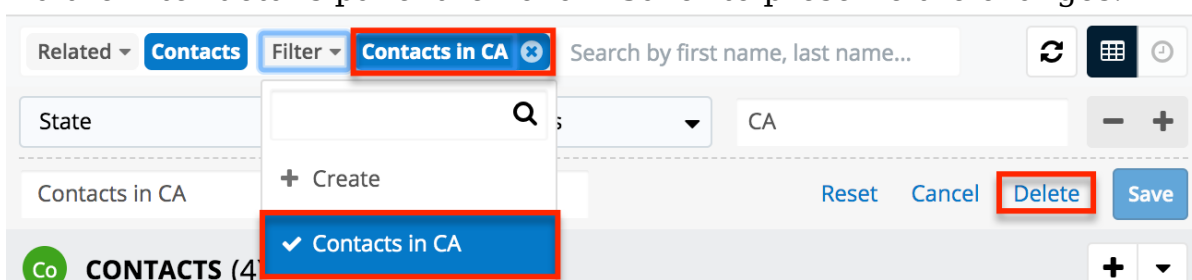 Related Contacts Filter Contacts in CA Search by first name, last name...
State CA
+ Create
Contacts in CA Reset Cancel Delete Save
Contacts in CA
Co CONTACTS (4)